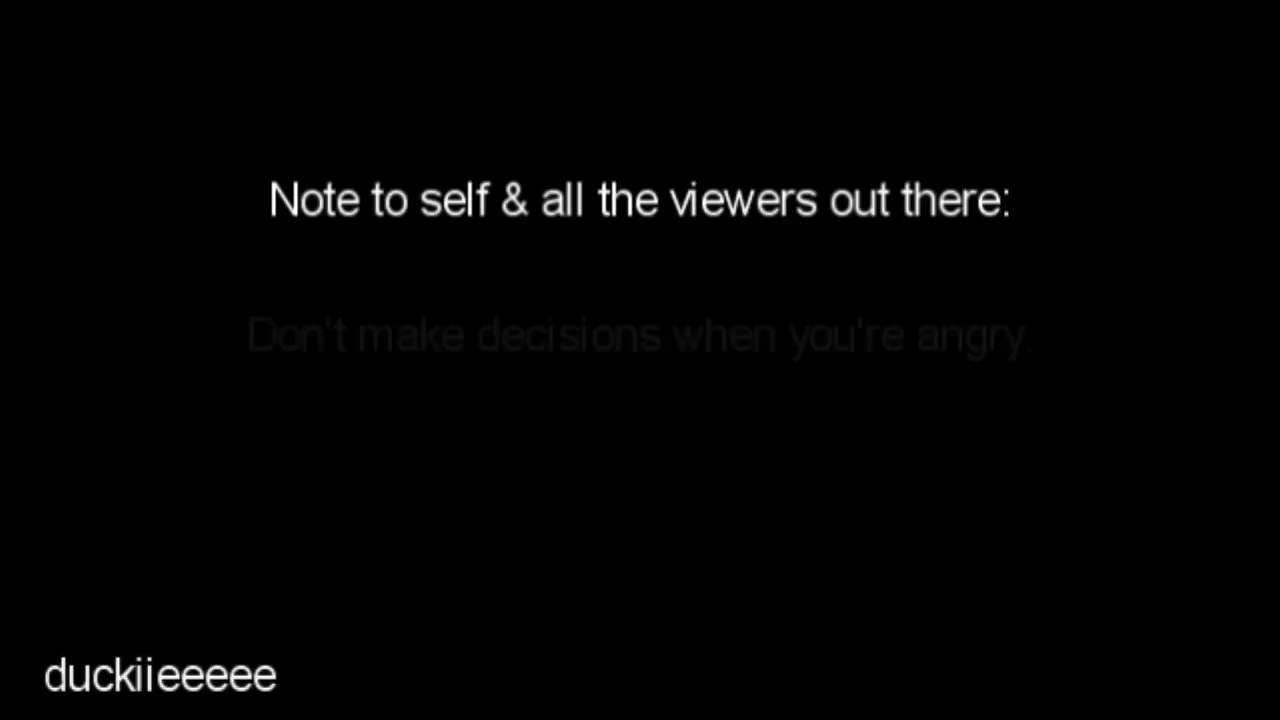 Note to self & all the viewers out there:
Don't make decisions when you're angry.
duckiieeeee